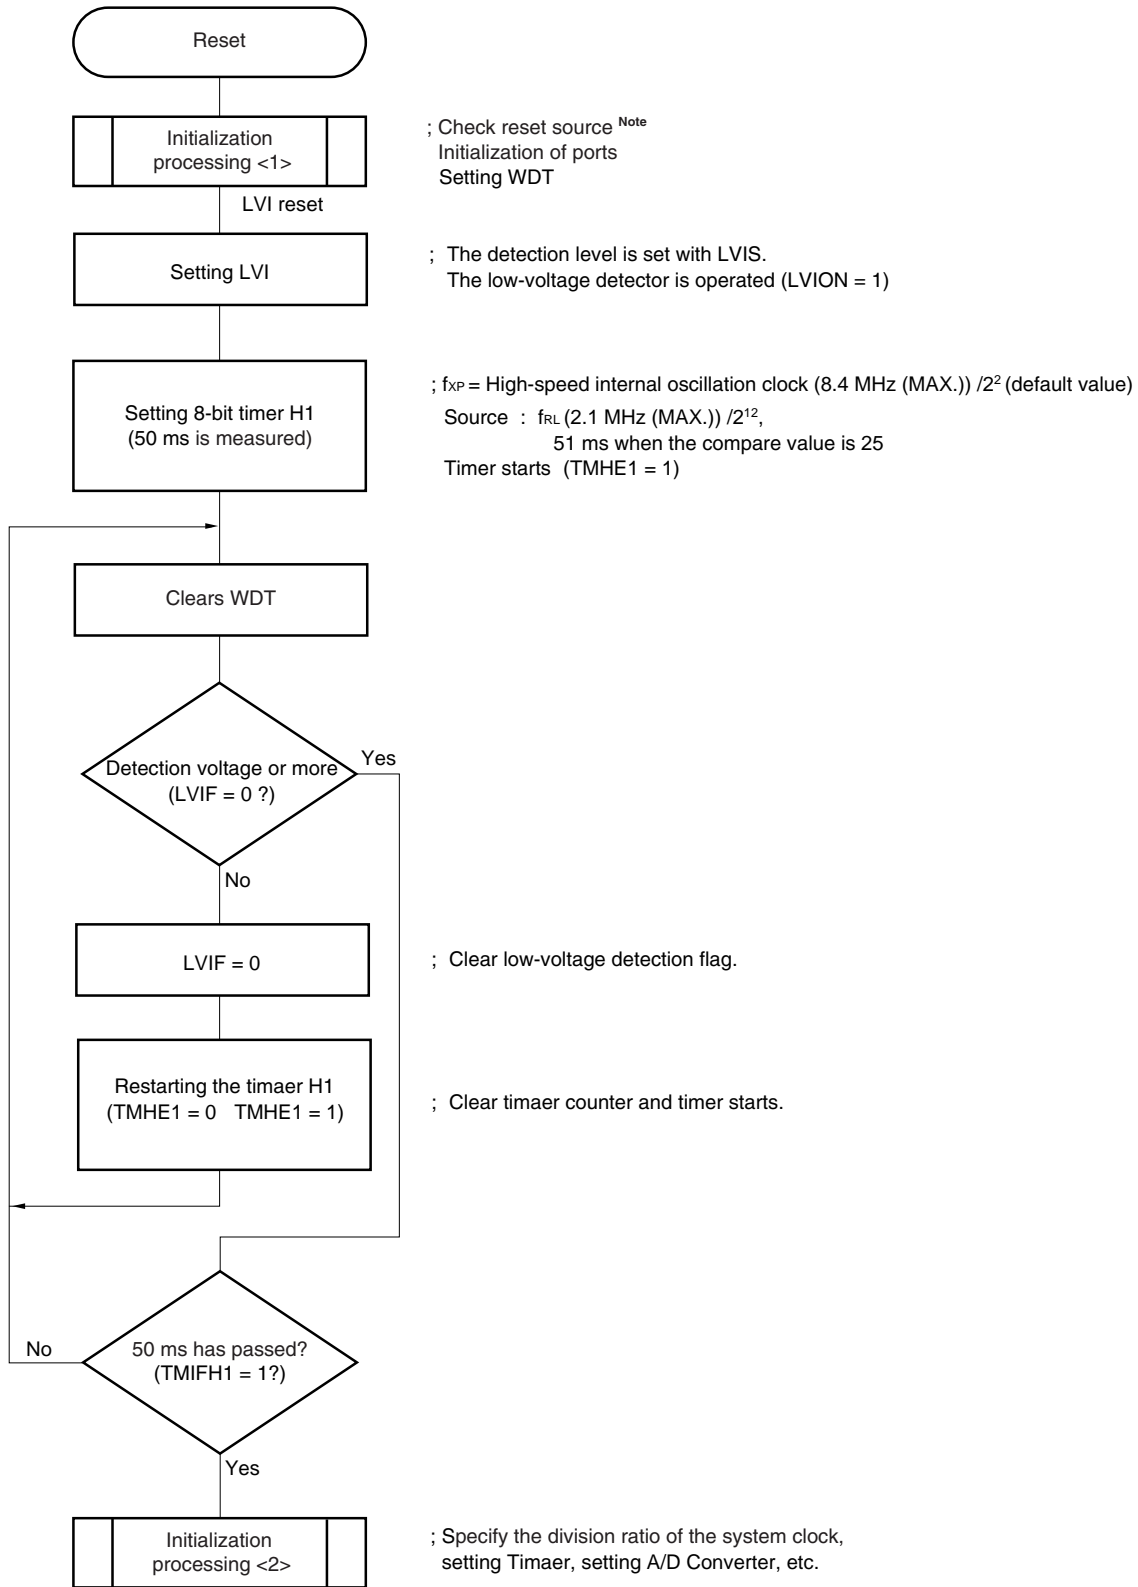 Reset
Initialization
processing <1>
; Check reset source Note
Initialization of ports
Setting WDT
LVI reset
Setting LVI
; The detection level is set with LVIS.
The low-voltage detector is operated (LVION = 1)
Setting 8-bit timer H1
(50 ms is measured)
; fXP = High-speed internal oscillation clock (8.4 MHz (MAX.)) /2² (default value)
Source : fRL (2.1 MHz (MAX.)) /2¹²,
51 ms when the compare value is 25
Timer starts (TMHE1 = 1)
Clears WDT
Detection voltage or more
(LVIF = 0 ?)
Yes
No
LVIF = 0
; Clear low-voltage detection flag.
Restarting the timaer H1
(TMHE1 = 0 TMHE1 = 1)
; Clear timaer counter and timer starts.
50 ms has passed?
(TMIFH1 = 1?)
No
Yes
Initialization
processing <2>
; Specify the division ratio of the system clock,
setting Timaer, setting A/D Converter, etc.